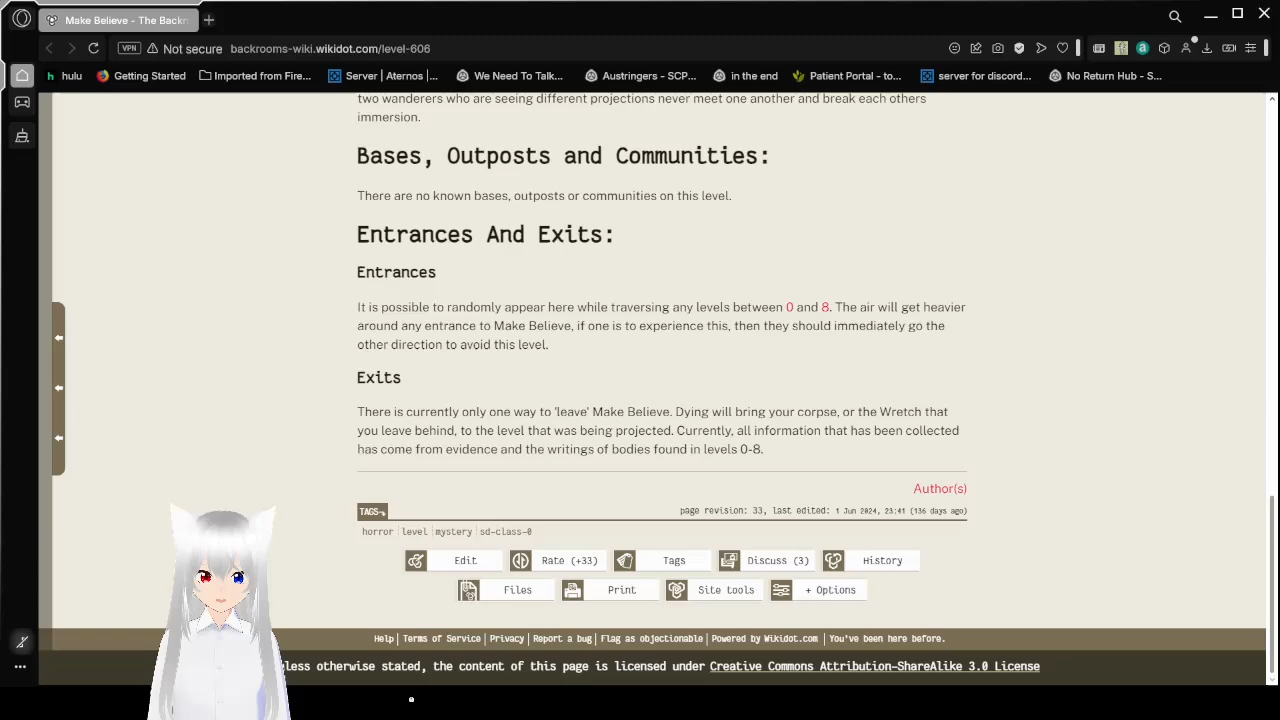 Make Believe - The Backr
VPN
Not secure
backrooms-wiki.wikidot.com/level-606
hulu
Getting Started
Imported from Fire...
Server | Aternos |...
We Need To Talk...
Austringers - SCP...
in the end
Patient Portal - to...
server for discord...
No Return Hub - S...
two wanderers who are seeing different projections never meet one another and break each others
immersion.
Bases, Outposts and Communities:
There are no known bases, outposts or communities on this level.
Entrances And Exits:
Entrances
It is possible to randomly appear here while traversing any levels between 0 and 8. The air will get heavier
around any entrance to Make Believe, if one is to experience this, then they should immediately go the
other direction to avoid this level.
Exits
There is currently only one way to 'leave' Make Believe. Dying will bring your corpse, or the Wretch that
you leave behind, to the level that was being projected. Currently, all information that has been collected
has come from evidence and the writings of bodies found in levels 0-8.
Author(s)
TAGS
page revision: 33, last edited: 1 Jun 2024, 23:41 (136 days ago)
horror level mystery sd-class-0
Edit
Rate (+33)
Tags
Discuss (3)
History
Files
Print
Site tools
+ Options
Help | Terms of Service | Privacy | Report a bug | Flag as objectionable | Powered by Wikidot.com | You've been here before.
less otherwise stated, the content of this page is licensed under Creative Commons Attribution-ShareAlike 3.0 License